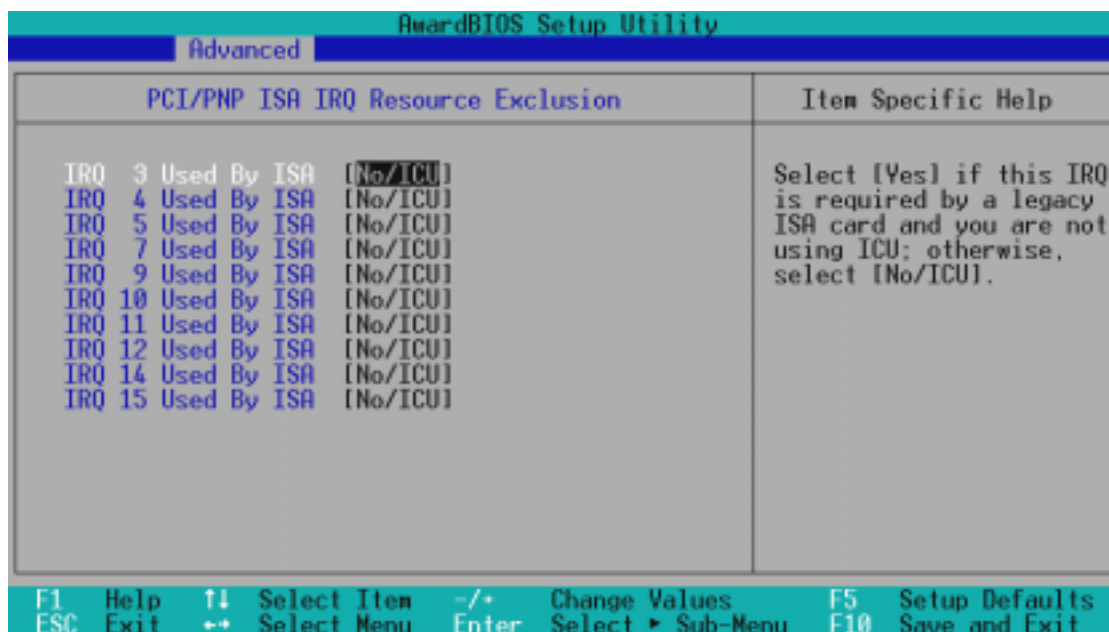 AwardBIOS Setup Utility
Advanced
PCI/PNP ISA IRQ Resource Exclusion
IRQ 3 Used By ISA [No/ICU]
IRQ 4 Used By ISA [No/ICU]
IRQ 5 Used By ISA [No/ICU]
IRQ 7 Used By ISA [No/ICU]
IRQ 9 Used By ISA [No/ICU]
IRQ 10 Used By ISA [No/ICU]
IRQ 11 Used By ISA [No/ICU]
IRQ 12 Used By ISA [No/ICU]
IRQ 14 Used By ISA [No/ICU]
IRQ 15 Used By ISA [No/ICU]
Item Specific Help
Select [Yes] if this IRQ
is required by a legacy
ISA card and you are not
using ICU; otherwise,
select [No/ICU].
F1 Help ↑↓ Select Item -/+ Change Values F5 Setup Defaults
ESC Exit ←→ Select Menu Enter Select ► Sub-Menu F10 Save and Exit